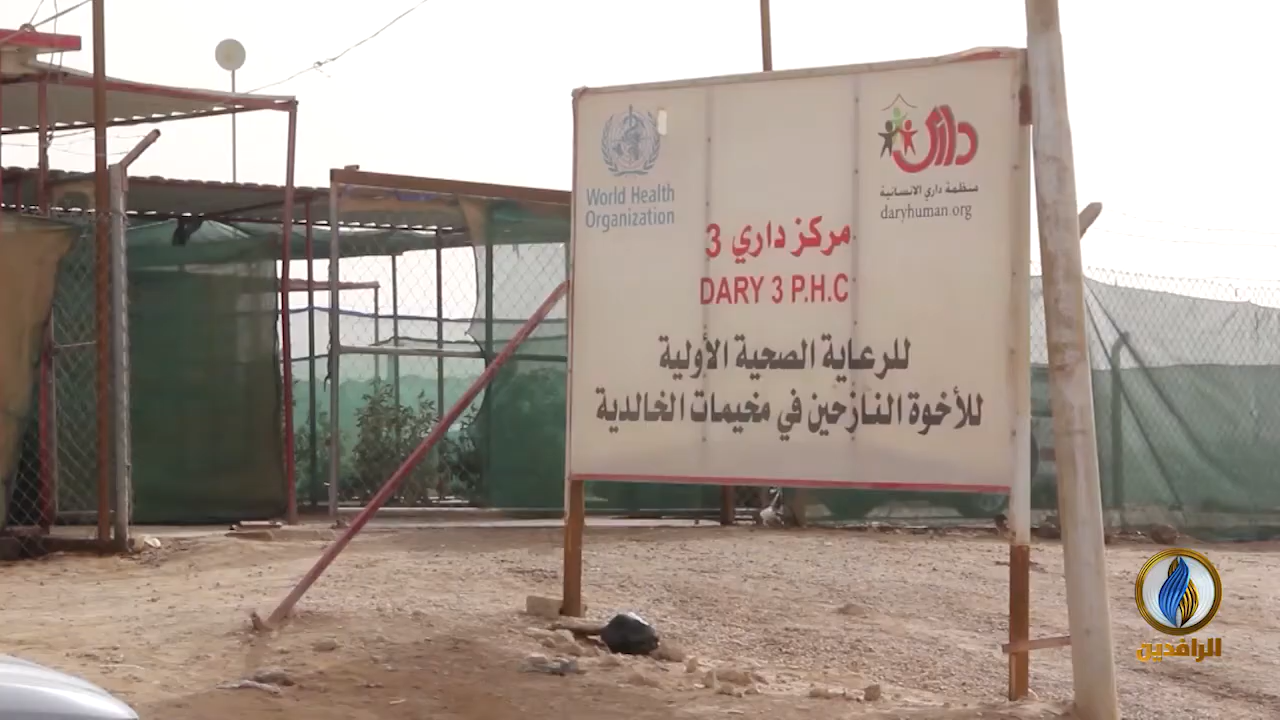 World Health
Organization
داري
منظمة داري الانسانية
daryhuman.org
مركز داري 3
DARY 3 P.H.C
للرعاية الصحية الأولية
للأخوة النازحين في مخيمات الخالدية
الرافدين